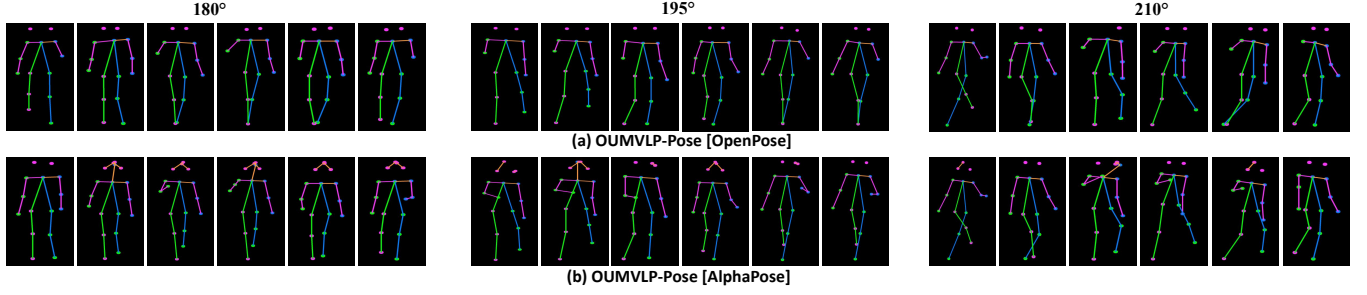 180°
195°
210°
(a) OUMVLP-Pose [OpenPose]
(b) OUMVLP-Pose [AlphaPose]